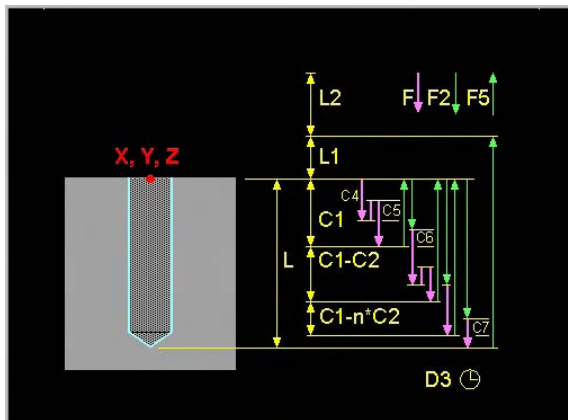 L2
F
F2
F5
X, Y, Z
L1
C4
C5
C1
C6
L
C1-C2
C1-n*C2
C7
D3